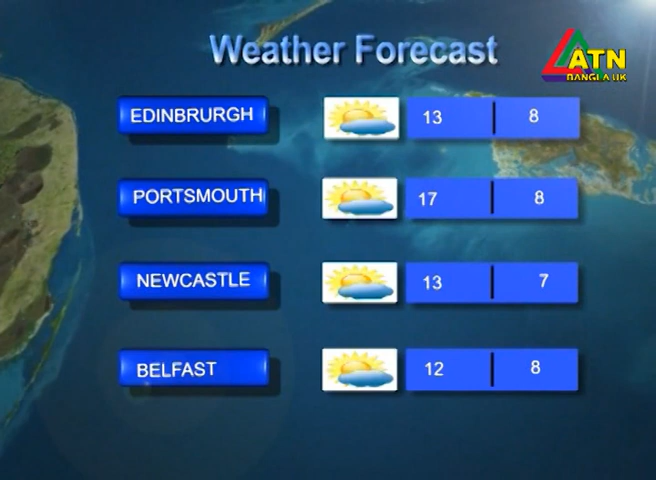 Weather Forecast
ATN
BANGLA UK
EDINBRURGH 13 8
PORTSMOUTH 17 8
NEWCASTLE 13 7
BELFAST 12 8